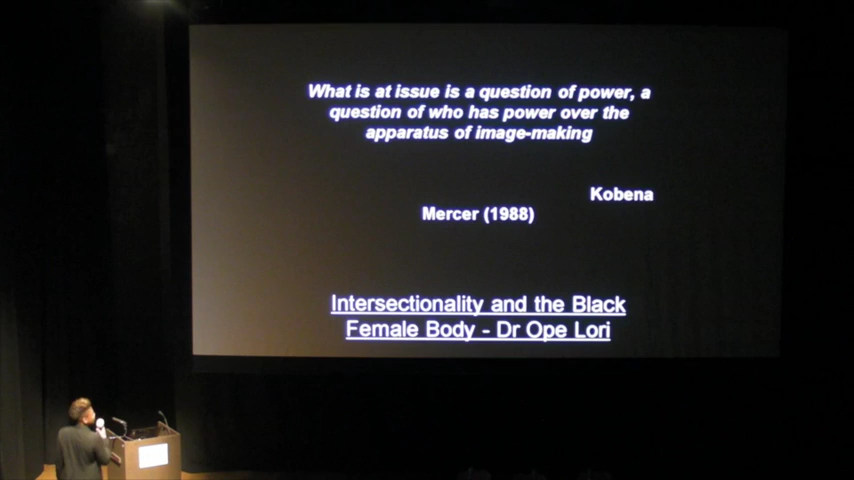 What is at issue is a question of power, a
question of who has power over the
apparatus of image-making
Kobena
Mercer (1988)
Intersectionality and the Black
Female Body - Dr Ope Lori